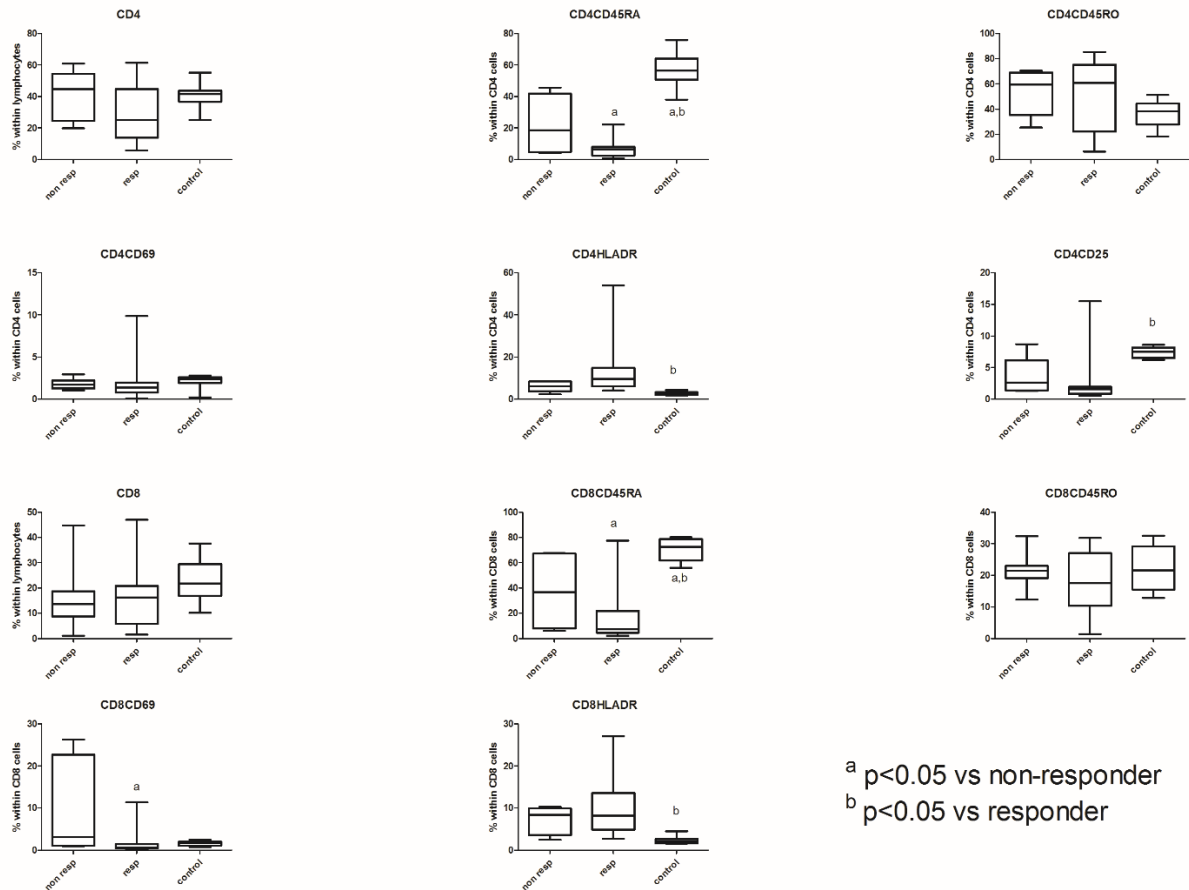 CD4
% within lymphocytes
80
60
40
20
0
non resp
resp
control
CD4CD45RA
% within CD4 cells
80
60
40
20
0
a
a,b
non resp
resp
control
CD4CD45RO
% within CD4 cells
100
80
60
40
20
0
non resp
resp
control
CD4CD69
% within CD4 cells
15
10
5
0
non resp
resp
control
CD4HLADR
% within CD4 cells
60
40
20
0
b
non resp
resp
control
CD4CD25
% within CD4 cells
20
15
10
5
0
b
non resp
resp
control
CD8
% within lymphocytes
50
40
30
20
10
0
non resp
resp
control
CD8CD45RA
% within CD8 cells
100
80
60
40
20
0
a
a,b
non resp
resp
control
CD8CD45RO
% within CD8 cells
40
30
20
10
0
non resp
resp
control
CD8CD69
% within CD8 cells
30
20
10
0
a
non resp
resp
control
CD8HLADR
% within CD8 cells
30
20
10
0
b
non resp
resp
control
a p<0.05 vs non-responder
b p<0.05 vs responder